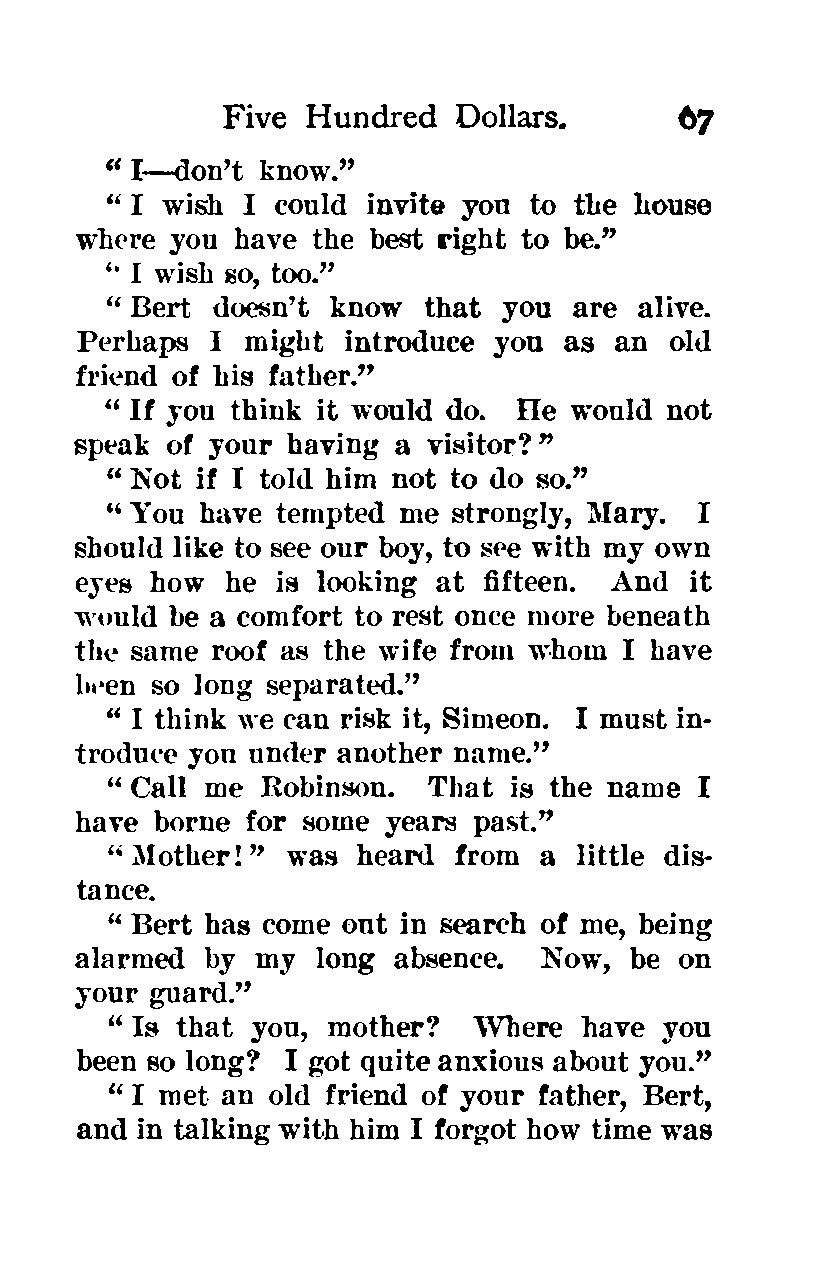 Five Hundred Dollars. 67
“ I—don’t know.”
“ I wish I could invite you to the house
where you have the best right to be.”
“ I wish so, too.”
“ Bert doesn’t know that you are alive.
Perhaps I might introduce you as an old
friend of his father.”
“ If you think it would do. He would not
speak of your having a visitor? ”
“ Not if I told him not to do so.”
“ You have tempted me strongly, Mary. I
should like to see our boy, to see with my own
eyes how he is looking at fifteen. And it
would be a comfort to rest once more beneath
the same roof as the wife from whom I have
been so long separated.”
“ I think we can risk it, Simeon. I must in-
troduce you under another name.”
“ Call me Robinson. That is the name I
have borne for some years past.”
“ Mother! ” was heard from a little dis-
tance.
“ Bert has come out in search of me, being
alarmed by my long absence. Now, be on
your guard.”
“ Is that you, mother? Where have you
been so long? I got quite anxious about you.”
“ I met an old friend of your father, Bert,
and in talking with him I forgot how time was